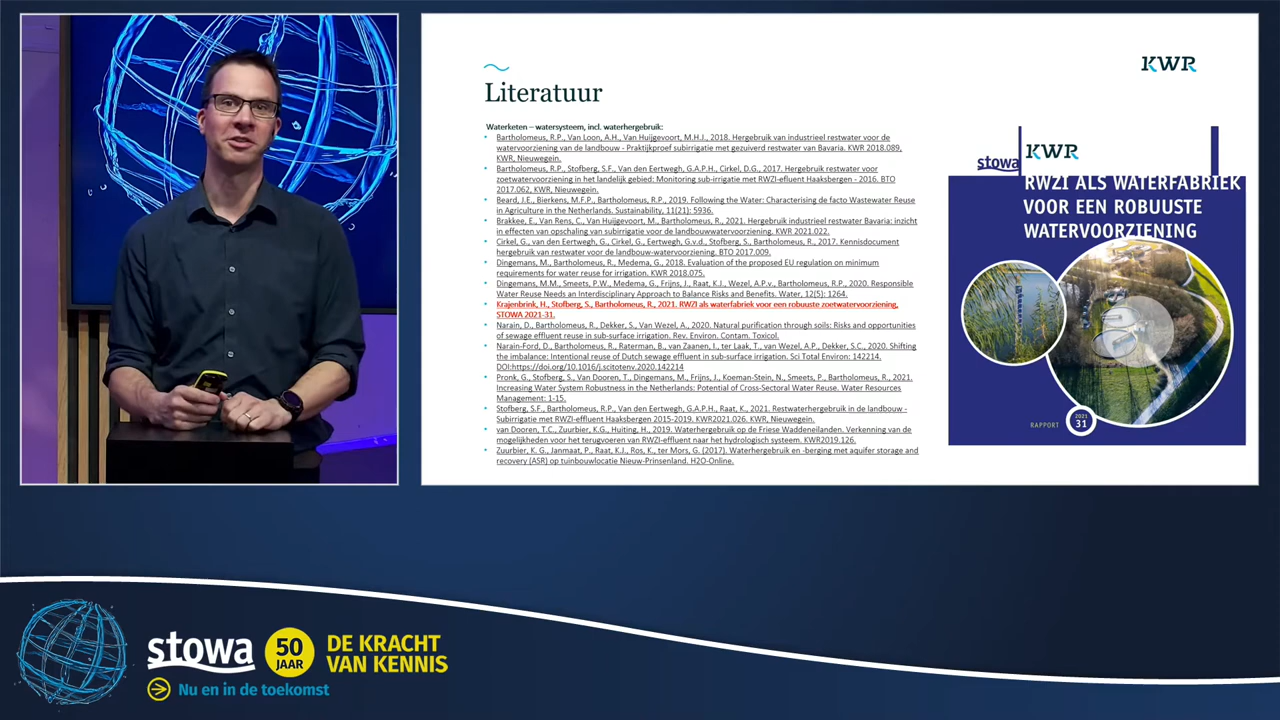 KWR
Literatuur
Waterketen – watersysteem, incl. waterhergebruik:
• Bartholomeus, R.P., Van Loon, A.H., Van Huijgevoort, M.H.J., 2018. Hergebruik van industrieel restwater voor de
watervoorziening van de landbouw - Praktijkproef subirrigatie met gezuiverd restwater van Bavaria. KWR 2018.089,
KWR, Nieuwegein.
• Bartholomeus, R.P., Stofberg, S.F., Van den Eertwegh, G.A.P.H., Cirkel, D.G., 2017. Hergebruik restwater voor
zoetwatervoorziening in het landelijk gebied: Monitoring sub-irrigatie met RWZI-efluent Haaksbergen - 2016. BTO
2017.062, KWR, Nieuwegein.
• Beard, J.E., Bierkens, M.F.P., Bartholomeus, R.P., 2019. Following the Water: Characterising de facto Wastewater Reuse
in Agriculture in the Netherlands. Sustainability, 11(21): 5936.
• Brakkee, E., Van Rens, C., Van Huijgevoort, M., Bartholomeus, R., 2021. Hergebruik industrieel restwater Bavaria: inzicht
in effecten van opschaling van subirrigatie voor de landbouwwatervoorziening. KWR 2021.022.
• Cirkel, G., van den Eertwegh, G., Cirkel, G., Eertwegh, G.v.d., Stofberg, S., Bartholomeus, R., 2017. Kennisdocument
hergebruik van restwater voor de landbouw-watervoorziening. BTO 2017.009.
• Dingemans, M., Bartholomeus, R., Medema, G., 2018. Evaluation of the proposed EU regulation on minimum
requirements for water reuse for irrigation. KWR 2018.075.
• Dingemans, M.M., Smeets, P.W., Medema, G., Frijns, J., Raat, K.J., Wezel, A.P.v., Bartholomeus, R.P., 2020. Responsible
Water Reuse Needs an Interdisciplinary Approach to Balance Risks and Benefits. Water, 12(5): 1264.
• Krajenbrink, H., Stofberg, S., Bartholomeus, R., 2021. RWZI als waterfabriek voor een robuuste zoetwatervoorziening,
STOWA 2021-31.
• Narain, D., Bartholomeus, R., Dekker, S., Van Wezel, A., 2020. Natural purification through soils: Risks and opportunities
of sewage effluent reuse in sub-surface irrigation. Rev. Environ. Contam. Toxicol.
• Narain-Ford, D., Bartholomeus, R., Raterman, B., van Zaanen, I., ter Laak, T., van Wezel, A.P., Dekker, S.C., 2020. Shifting
the imbalance: Intentional reuse of Dutch sewage effluent in sub-surface irrigation. Sci Total Environ: 142214.
DOI:https://doi.org/10.1016/j.scitotenv.2020.142214
• Pronk, G., Stofberg, S., Van Dooren, T., Dingemans, M., Frijns, J., Koeman-Stein, N., Smeets, P., Bartholomeus, R., 2021.
Increasing Water System Robustness in the Netherlands: Potential of Cross-Sectoral Water Reuse. Water Resources
Management: 1-15.
• Stofberg, S.F., Bartholomeus, R.P., Van den Eertwegh, G.A.P.H., Raat, K., 2021. Restwaterhergebruik in de landbouw -
Subirrigatie met RWZI-effluent Haaksbergen 2015-2019. KWR2021.026. KWR, Nieuwegein.
• van Dooren, T.C., Zuurbier, K.G., Huiting, H., 2019. Waterhergebruik op de Friese Waddeneilanden. Verkenning van de
mogelijkheden voor het terugvoeren van RWZI-effluent naar het hydrologisch systeem. KWR2019.126.
• Zuurbier, K. G., Janmaat, P., Raat, K.J., Ros, K., ter Mors, G. (2017). Waterhergebruik en -berging met aquifer storage and
recovery (ASR) op tuinbouwlocatie Nieuw-Prinsenland. H2O-Online.
stowa
KWR
RWZI ALS WATERFABRIEK
VOOR EEN ROBUUSTE
WATERVOORZIENING
RAPPORT
2021
31
stowa
50
JAAR
DE KRACHT
VAN KENNIS
Nu en in de toekomst